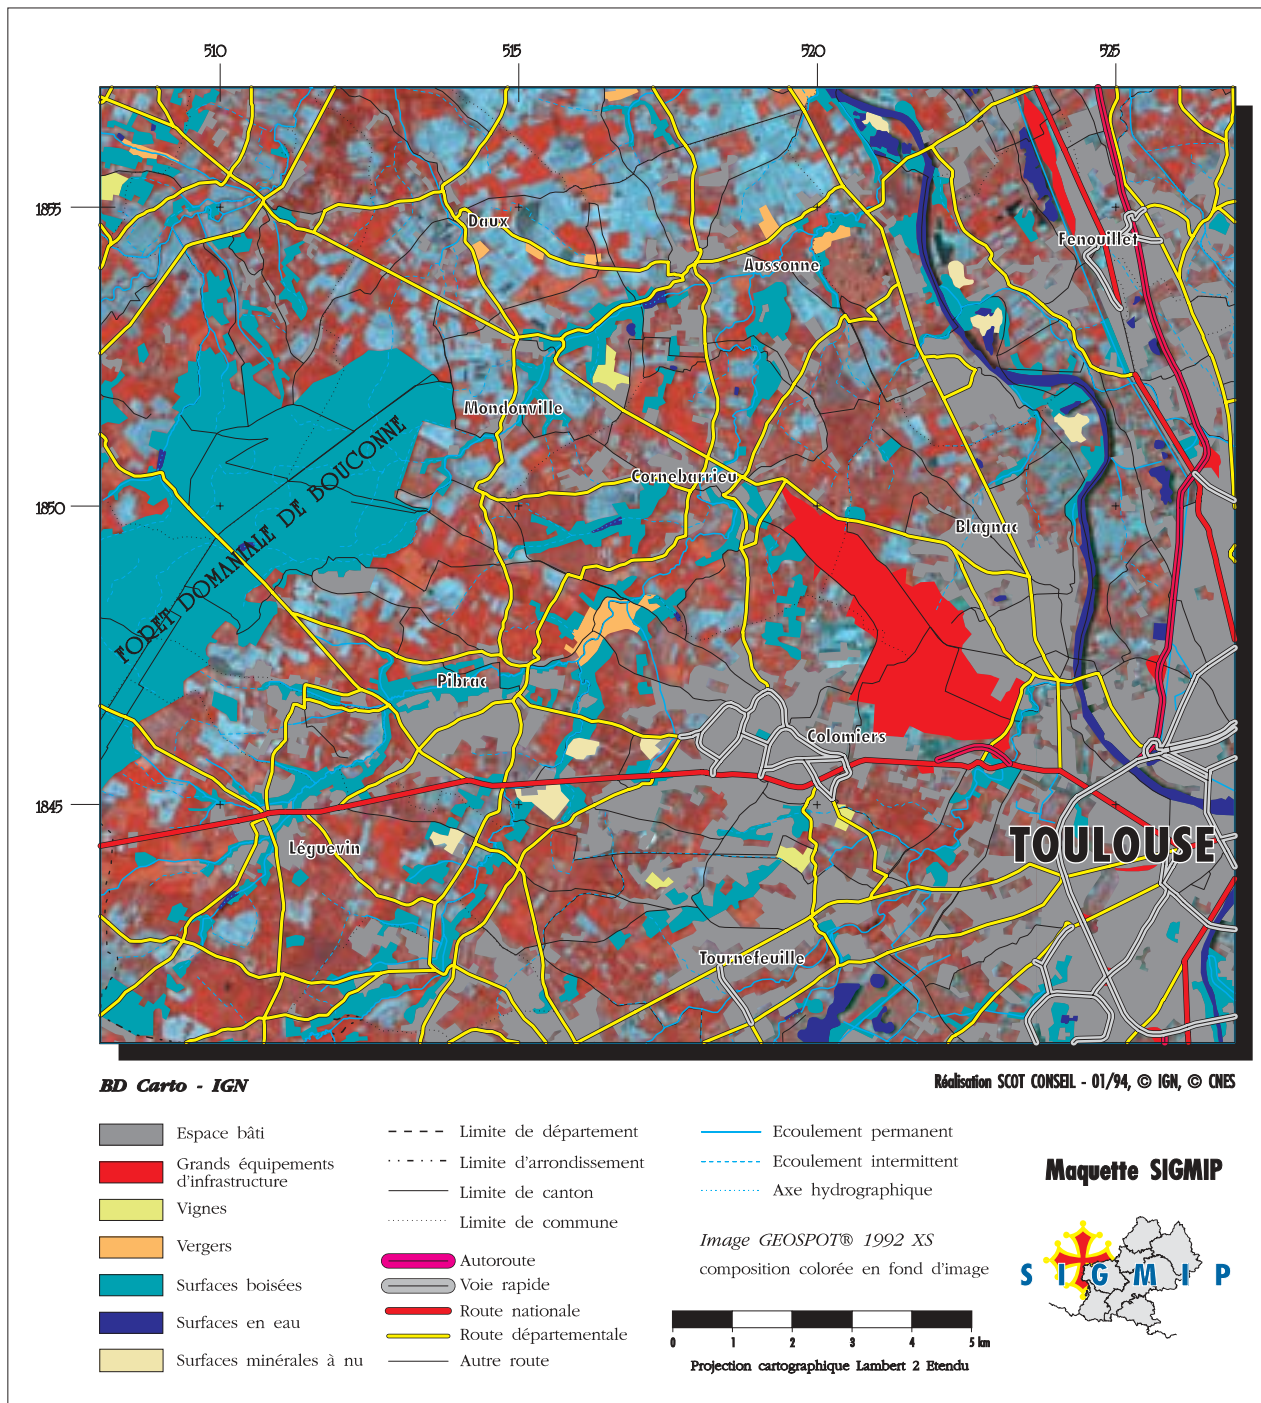 510 515 520 525
1855
Daux
Fenouillet
Aussonne
Mondonville
FORET DOMANIALE DE BOUCONNE
Cornebarrieu
1850
Blagnac
Pibrac
Colomiers
1845
TOULOUSE
Léguevin
Tournefeuille
BD Carto - IGN
Réalisation SCOT CONSEIL - 01/94, © IGN, © CNES
Espace bâti
Grands équipements
d'infrastructure
Vignes
Vergers
Surfaces boisées
Surfaces en eau
Surfaces minérales à nu
Limite de département
Limite d'arrondissement
Limite de canton
Limite de commune
Autoroute
Voie rapide
Route nationale
Route départementale
Autre route
Ecoulement permanent
Ecoulement intermittent
Axe hydrographique
Image GEOSPOT® 1992 XS
composition colorée en fond d'image
0 1 2 3 4 5 km
Projection cartographique Lambert 2 Etendu
Maquette SIGMIP
S I G M I P